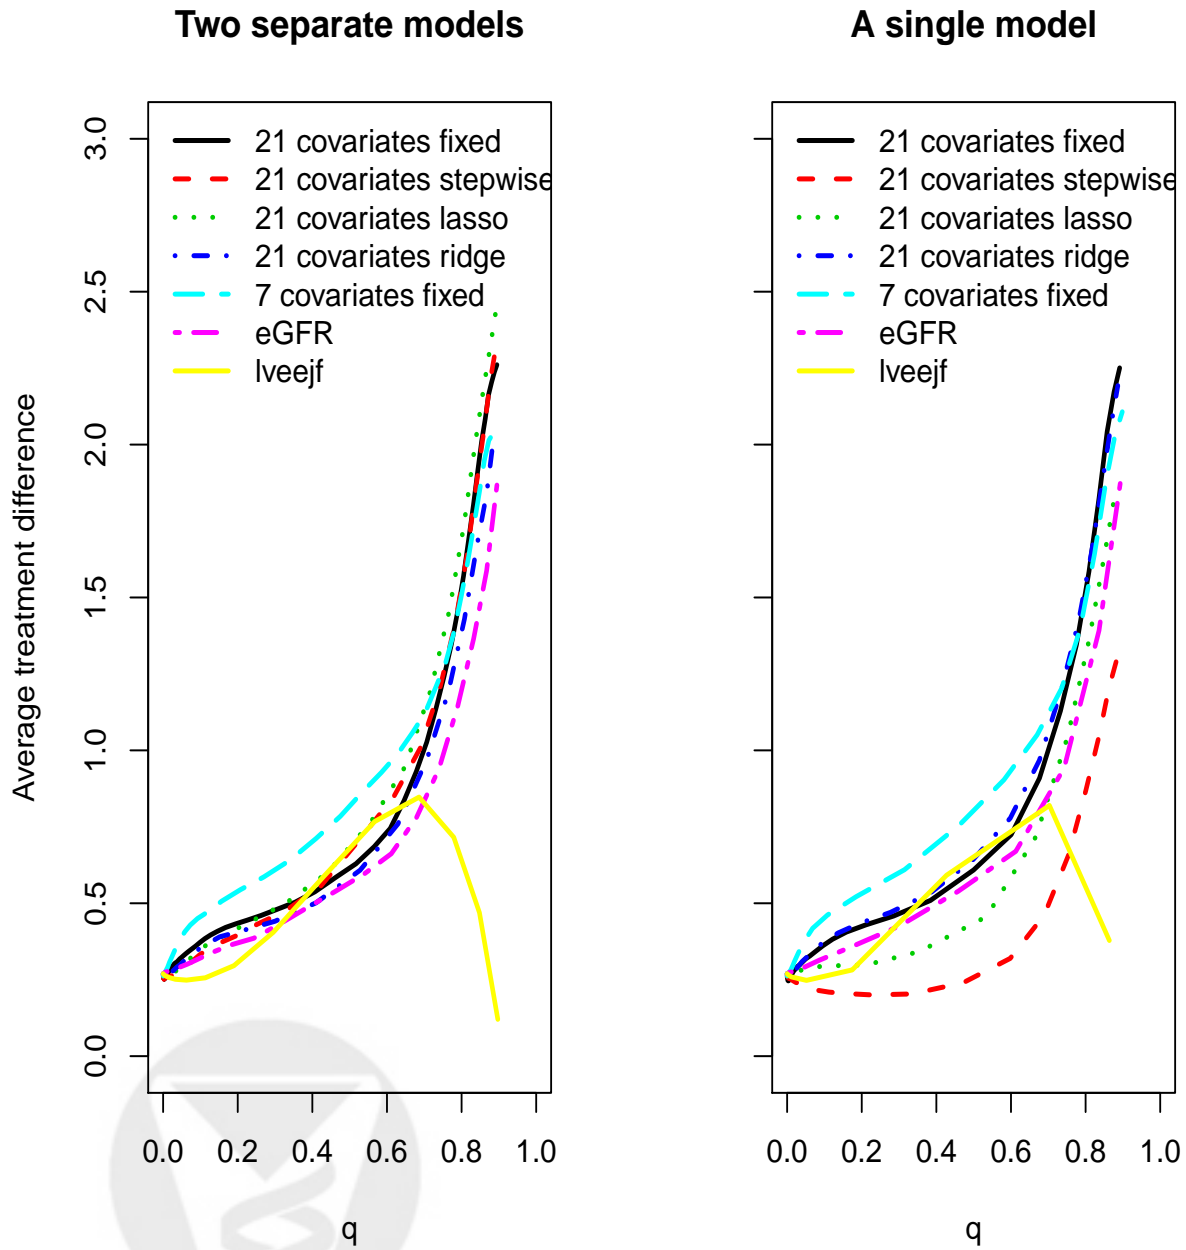 Two separate models
3.0
2.5
2.0
1.5
1.0
0.5
0.0
Average treatment difference
21 covariates fixed
21 covariates stepwise
21 covariates lasso
21 covariates ridge
7 covariates fixed
eGFR
lveejf
0.0 0.2 0.4 0.6 0.8 1.0
q
A single model
21 covariates fixed
21 covariates stepwise
21 covariates lasso
21 covariates ridge
7 covariates fixed
eGFR
lveejf
0.0 0.2 0.4 0.6 0.8 1.0
q